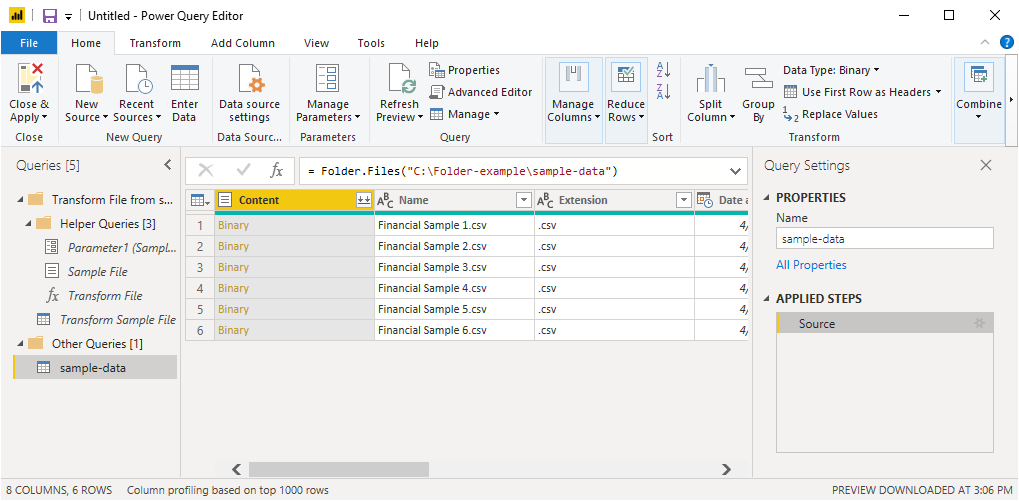 Untitled - Power Query Editor
File Home Transform Add Column View Tools Help
Close & Apply
New Source
Recent Sources
Enter Data
Data source settings
Manage Parameters
Refresh Preview
Properties
Advanced Editor
Manage
Manage Columns
Reduce Rows
Split Column
Group By
Data Type: Binary
Use First Row as Headers
Replace Values
Combine
Close New Query Data Sourc... Parameters Query Sort Transform
Queries [5]
Transform File from s...
Helper Queries [3]
Parameter1 (Sampl...
Sample File
Transform File
Transform Sample File
Other Queries [1]
sample-data
= Folder.Files("C:\Folder-example\sample-data")
Content Name Extension Date a
1 Binary Financial Sample 1.csv .csv 4/
2 Binary Financial Sample 2.csv .csv 4/
3 Binary Financial Sample 3.csv .csv 4/
4 Binary Financial Sample 4.csv .csv 4/
5 Binary Financial Sample 5.csv .csv 4/
6 Binary Financial Sample 6.csv .csv 4/
Query Settings
PROPERTIES
Name
sample-data
All Properties
APPLIED STEPS
Source
8 COLUMNS, 6 ROWS Column profiling based on top 1000 rows PREVIEW DOWNLOADED AT 3:06 PM